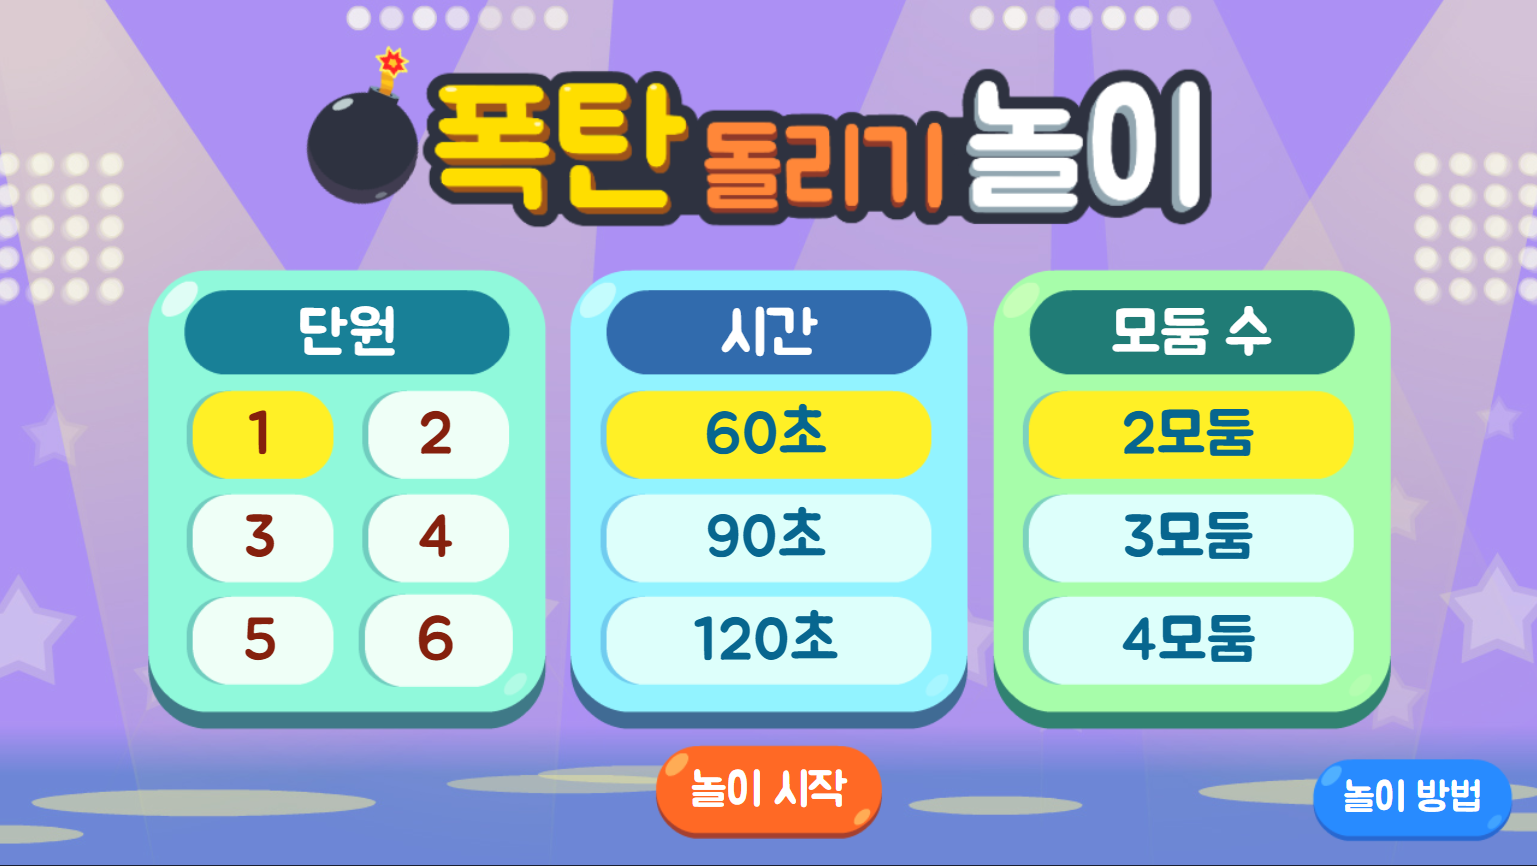 폭탄 돌리기 놀이
단원
1 2
3 4
5 6
시간
60초
90초
120초
모둠 수
2모둠
3모둠
4모둠
놀이 시작
놀이 방법